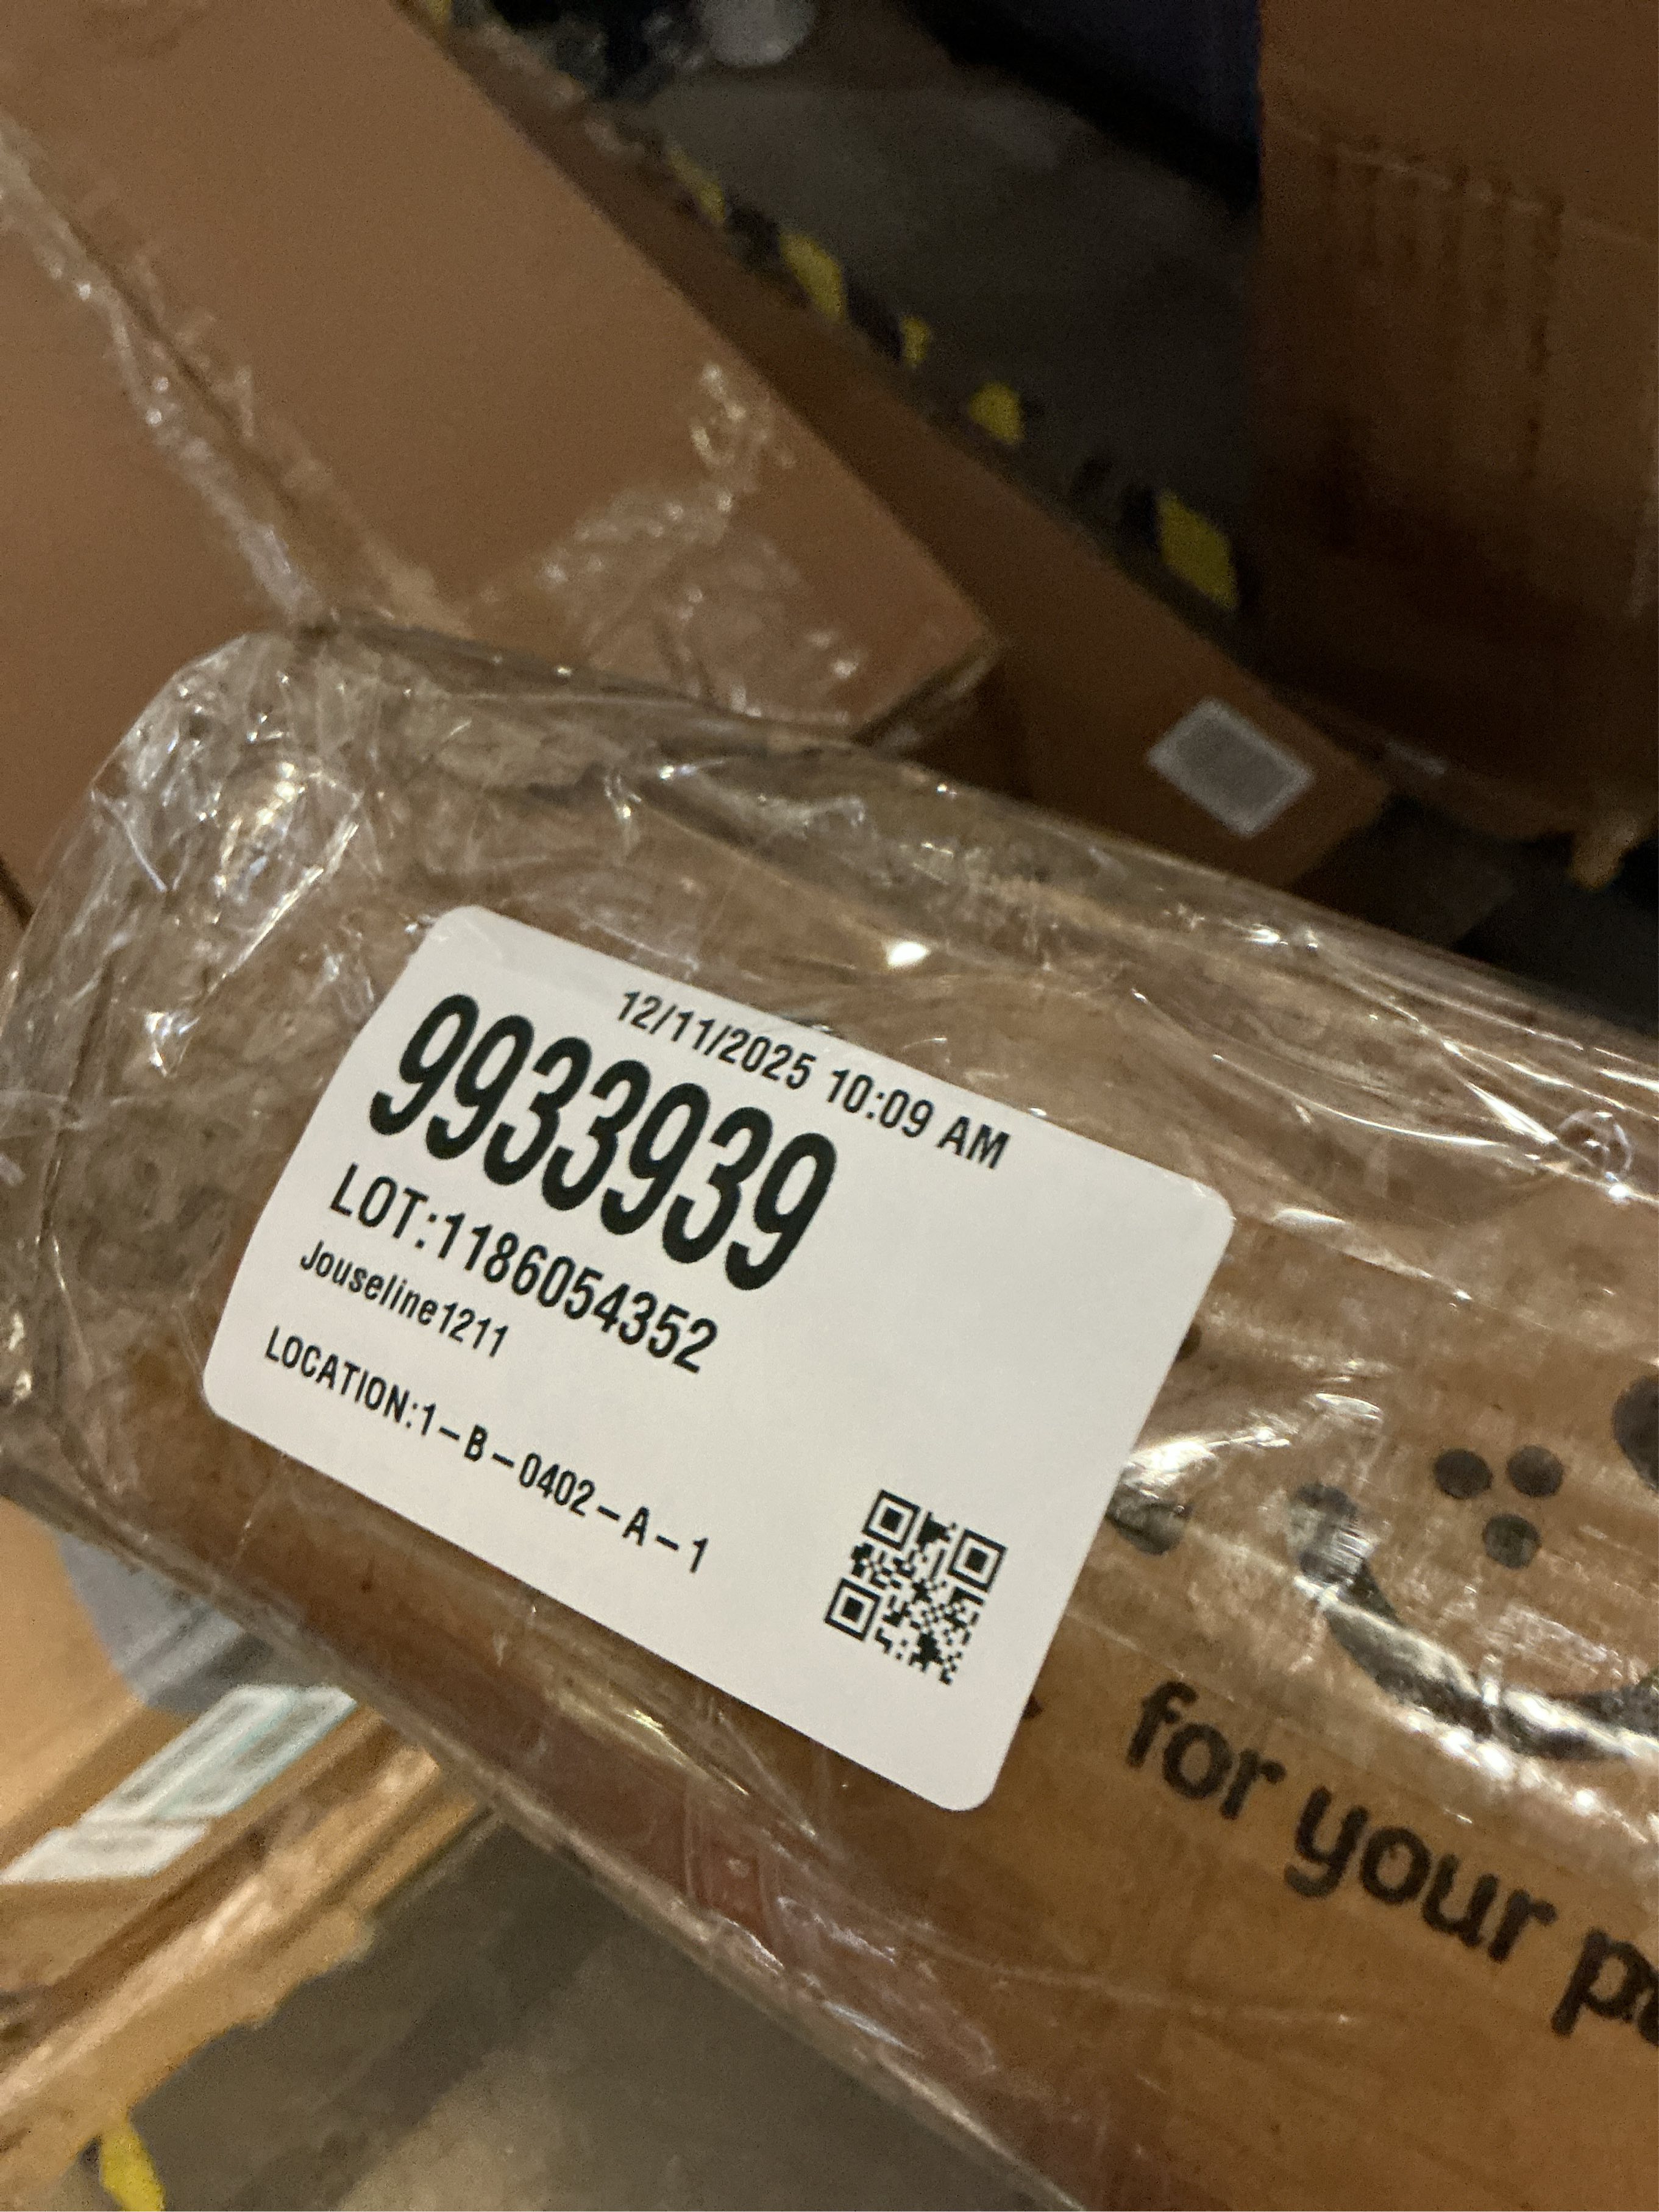 12/11/2025 10:09 AM
9933939
LOT:1186054352
Jouseline1211
LOCATION:1-B-0402-A-1
for your